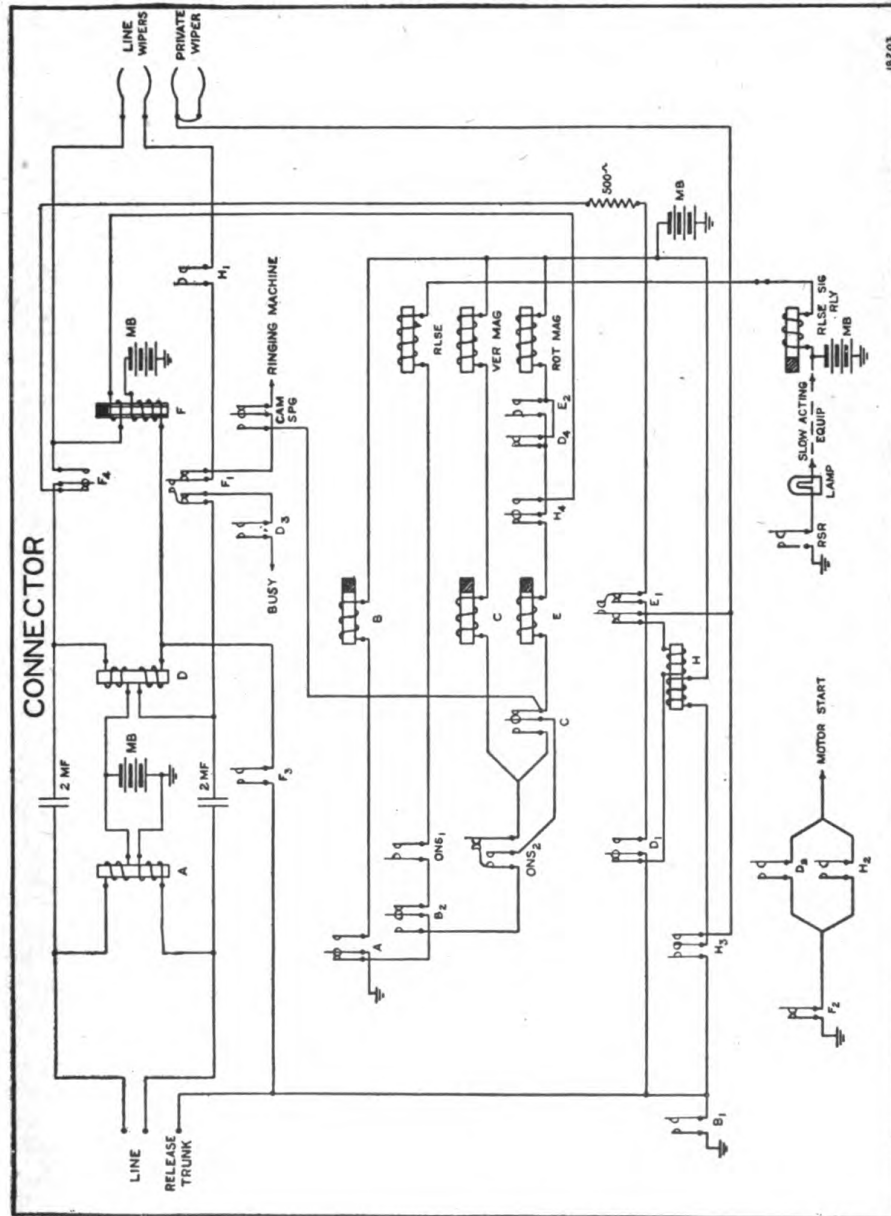 CONNECTOR
LINE
WIPERS
PRIVATE
WIPER
F4
MB
F
H1
2 MF
D
MB
A
2 MF
F1
D3
BUSY
CAM
SPG
RINGING MACHINE
F3
LINE
RELEASE
TRUNK
500~
MB
B
RLSE
VER MAG
ROT MAG
E2
D4
H4
C
E
C
ONS1
ONS2
B2
A
E1
H
D1
H3
B1
RLSE SIG
RLY
MB
SLOW ACTING
EQUIP
LAMP
RSR
MOTOR START
D2
H2
F2